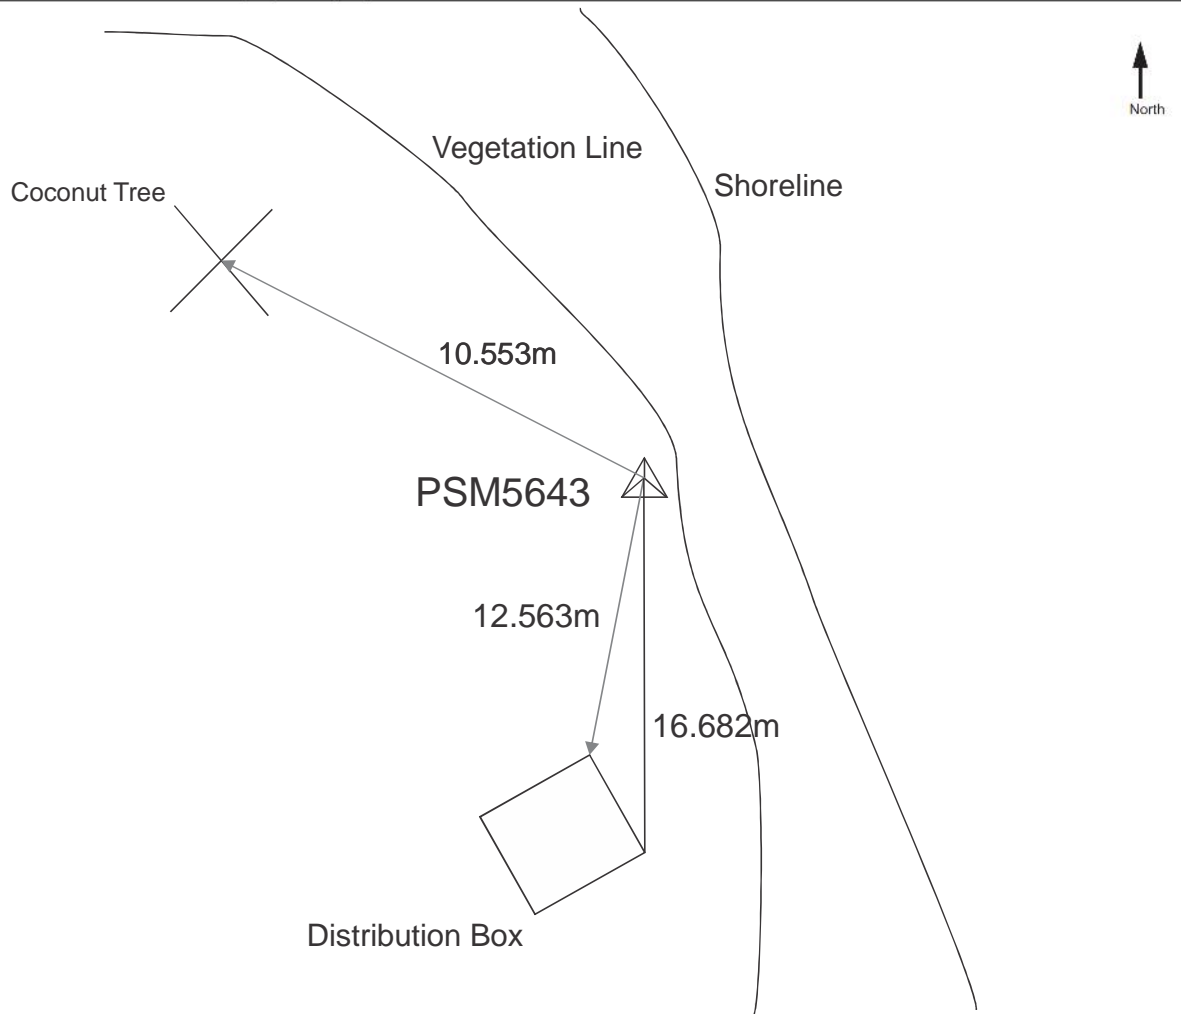 North
Vegetation Line
Shoreline
Coconut Tree
10.553m
PSM5643
12.563m
16.682m
Distribution Box